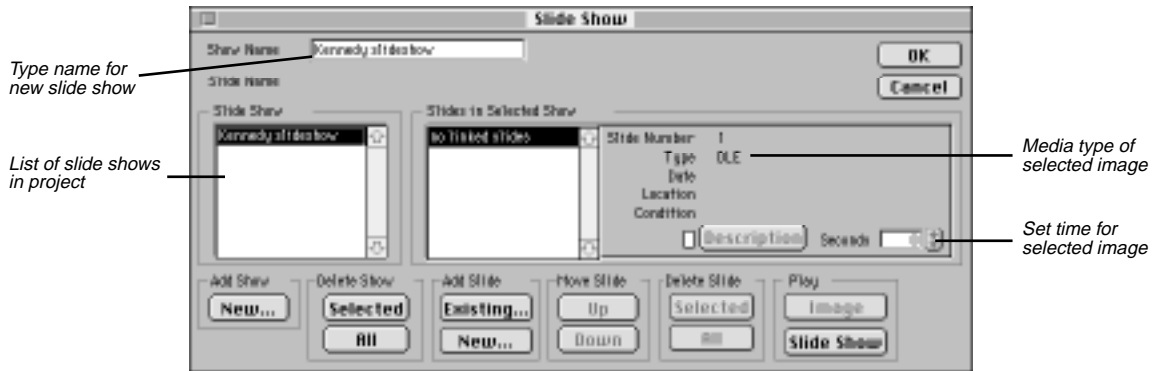 Slide Show
Show Name Kennedy slideshow
OK
Type name for
new slide show
Slide Name
Cancel
Slide Show
Slides in Selected Show
Kennedy slideshow
no linked slides
Slide Number 1
Type OLE
Date
Location
Condition
Description
Seconds
Media type of
selected image
List of slide shows
in project
Set time for
selected image
Add Show
Delete Show
Add Slide
Move Slide
Delete Slide
Play
New...
Selected
Existing...
Up
Selected
Image
All
New...
Down
All
Slide Show